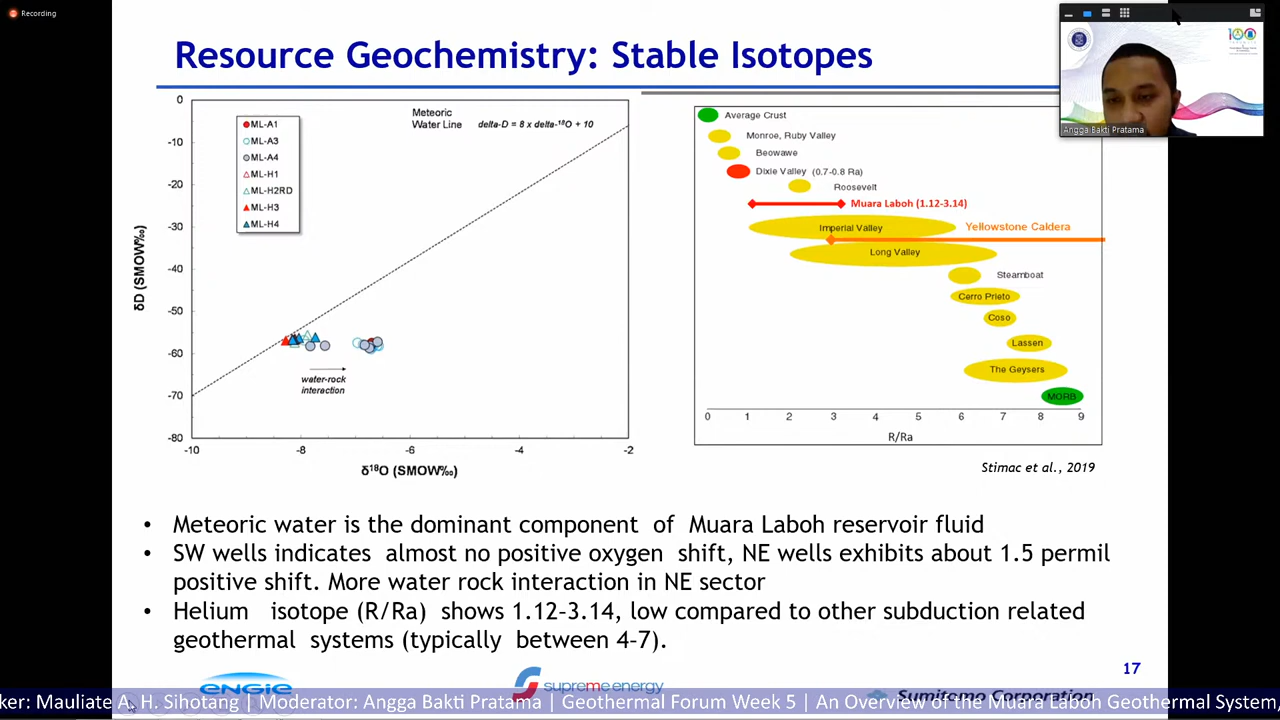 Recording
Resource Geochemistry: Stable Isotopes
Angga Bakti Pratama
0
-10
-20
-30
-40
-50
-60
-70
-80
-10
-8
-6
-4
-2
δD (SMOW‰)
δ¹⁸O (SMOW‰)
ML-A1
ML-A3
ML-A4
ML-H1
ML-H2RD
ML-H3
ML-H4
Meteoric
Water Line
delta-D = 8 x delta-¹⁸O + 10
water-rock
interaction
Average Crust
Monroe, Ruby Valley
Beowawe
Dixie Valley (0.7-0.8 Ra)
Roosevelt
Muara Laboh (1.12-3.14)
Imperial Valley
Yellowstone Caldera
Long Valley
Steamboat
Cerro Prieto
Coso
Lassen
The Geysers
MORB
0 1 2 3 4 5 6 7 8 9
R/Ra
Stimac et al., 2019
• Meteoric water is the dominant component of Muara Laboh reservoir fluid
• SW wells indicates almost no positive oxygen shift, NE wells exhibits about 1.5 permil
positive shift. More water rock interaction in NE sector
• Helium isotope (R/Ra) shows 1.12-3.14, low compared to other subduction related
geothermal systems (typically between 4-7).
17
ENGIE
supreme energy
Sumitomo Corporation
ker: Mauliate A. H. Sihotang | Moderator: Angga Bakti Pratama | Geothermal Forum Week 5 | An Overview of the Muara Laboh Geothermal System,